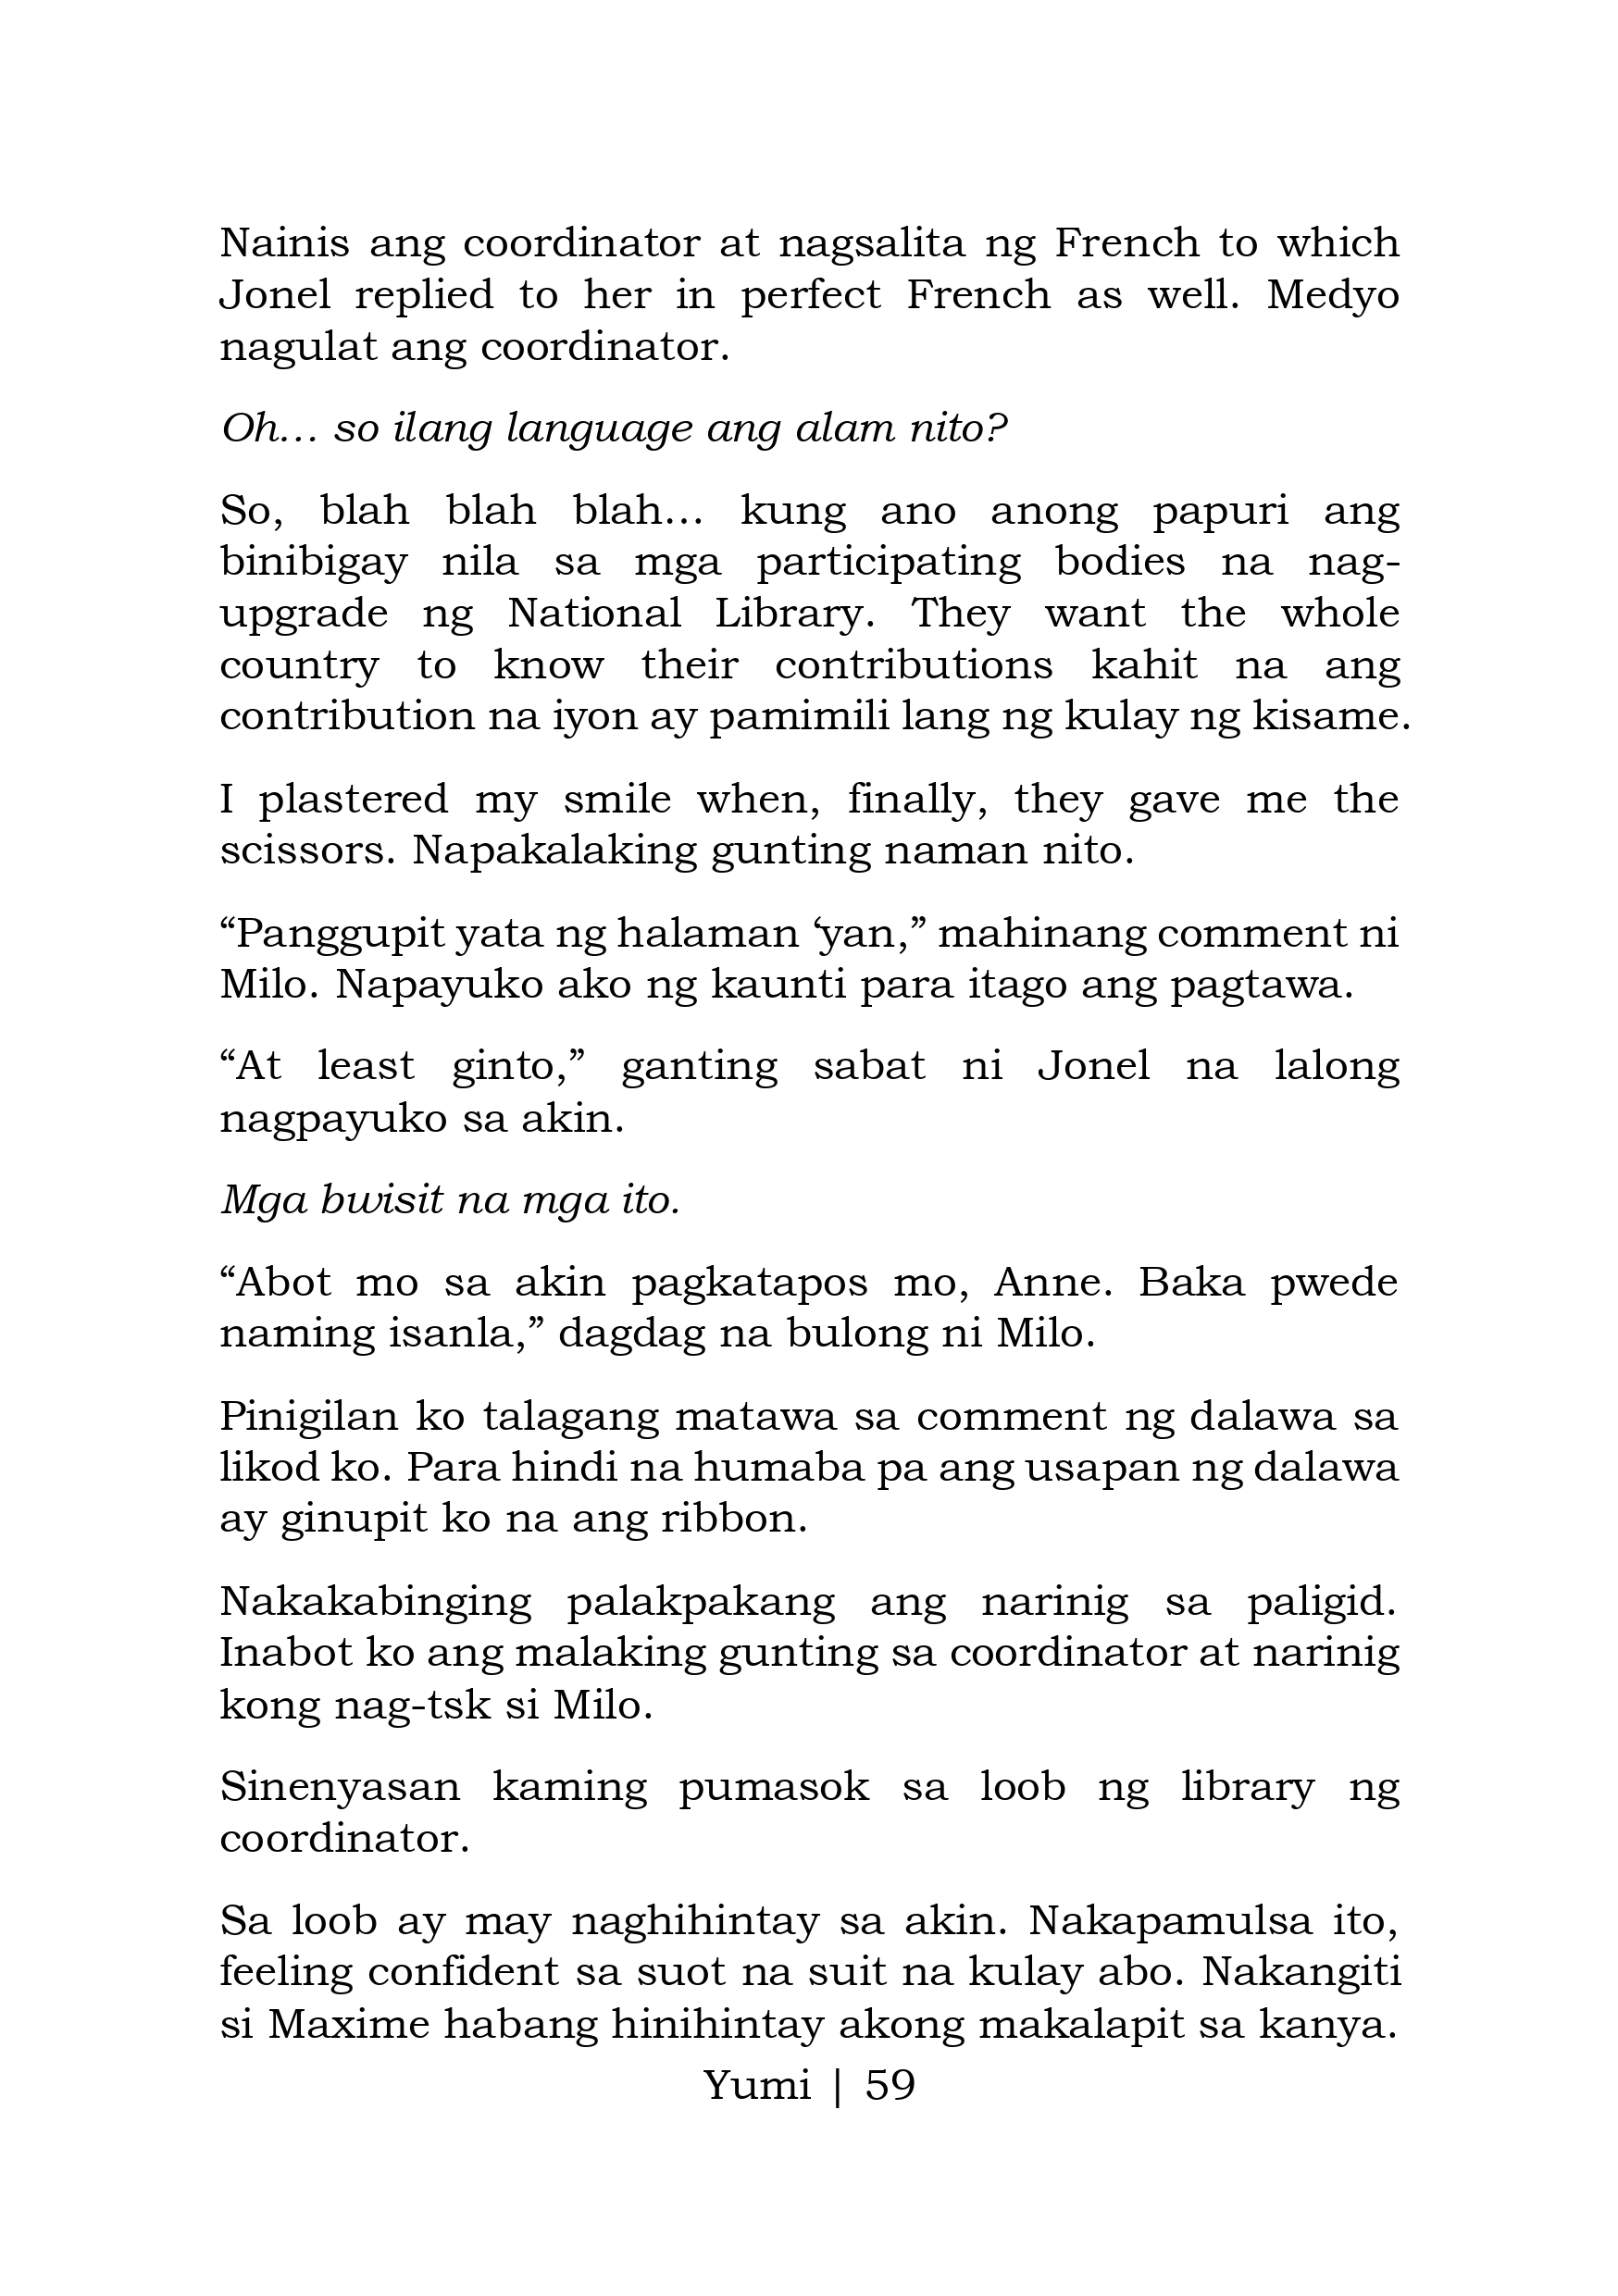 Nainis ang coordinator at nagsalita ng French to which
Jonel replied to her in perfect French as well. Medyo
nagulat ang coordinator.
Oh… so ilang language ang alam nito?
So, blah blah blah… kung ano anong papuri ang
binibigay nila sa mga participating bodies na nag-
upgrade ng National Library. They want the whole
country to know their contributions kahit na ang
contribution na iyon ay pamimili lang ng kulay ng kisame.
I plastered my smile when, finally, they gave me the
scissors. Napakalaking gunting naman nito.
“Panggupit yata ng halaman ‘yan,” mahinang comment ni
Milo. Napayuko ako ng kaunti para itago ang pagtawa.
“At least ginto,” ganting sabat ni Jonel na lalong
nagpayuko sa akin.
Mga bwisit na mga ito.
“Abot mo sa akin pagkatapos mo, Anne. Baka pwede
naming isanla,” dagdag na bulong ni Milo.
Pinigilan ko talagang matawa sa comment ng dalawa sa
likod ko. Para hindi na humaba pa ang usapan ng dalawa
ay ginupit ko na ang ribbon.
Nakakabinging palakpakang ang narinig sa paligid.
Inabot ko ang malaking gunting sa coordinator at narinig
kong nag-tsk si Milo.
Sinenyasan kaming pumasok sa loob ng library ng
coordinator.
Sa loob ay may naghihintay sa akin. Nakapamulsa ito,
feeling confident sa suot na suit na kulay abo. Nakangiti
si Maxime habang hinihintay akong makalapit sa kanya.
Yumi | 59